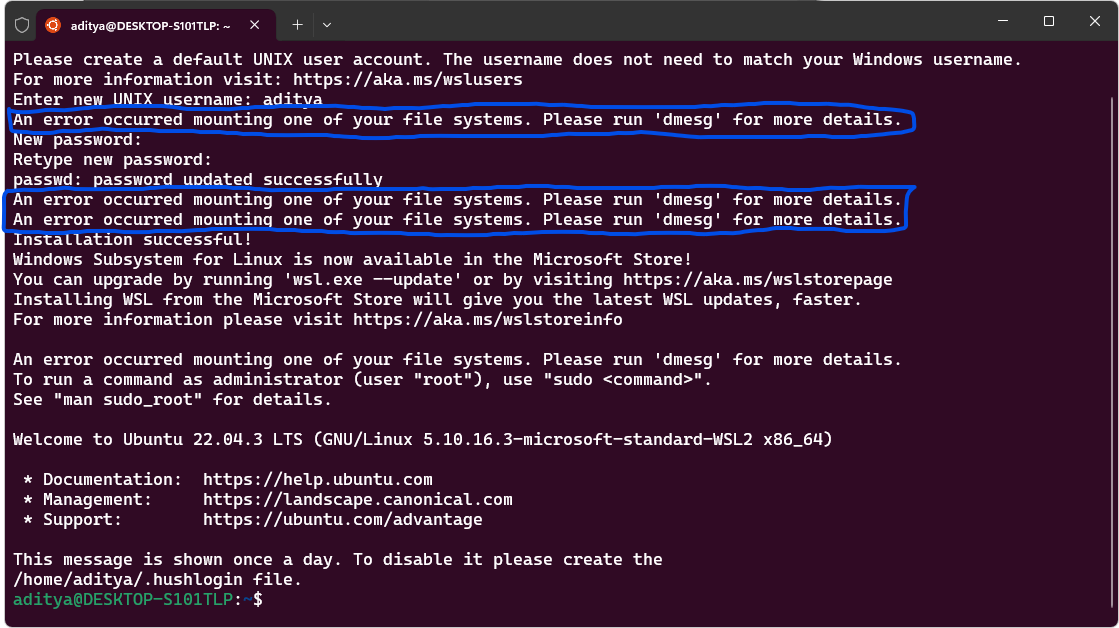 aditya@DESKTOP-S101TLP: ~
Please create a default UNIX user account. The username does not need to match your Windows username.
For more information visit: https://aka.ms/wslusers
Enter new UNIX username: aditya
An error occurred mounting one of your file systems. Please run 'dmesg' for more details.
New password:
Retype new password:
passwd: password updated successfully
An error occurred mounting one of your file systems. Please run 'dmesg' for more details.
An error occurred mounting one of your file systems. Please run 'dmesg' for more details.
Installation successful!
Windows Subsystem for Linux is now available in the Microsoft Store!
You can upgrade by running 'wsl.exe --update' or by visiting https://aka.ms/wslstorepage
Installing WSL from the Microsoft Store will give you the latest WSL updates, faster.
For more information please visit https://aka.ms/wslstoreinfo
An error occurred mounting one of your file systems. Please run 'dmesg' for more details.
To run a command as administrator (user "root"), use "sudo <command>".
See "man sudo_root" for details.
Welcome to Ubuntu 22.04.3 LTS (GNU/Linux 5.10.16.3-microsoft-standard-WSL2 x86_64)
* Documentation: https://help.ubuntu.com
* Management: https://landscape.canonical.com
* Support: https://ubuntu.com/advantage
This message is shown once a day. To disable it please create the
/home/aditya/.hushlogin file.
aditya@DESKTOP-S101TLP:~$